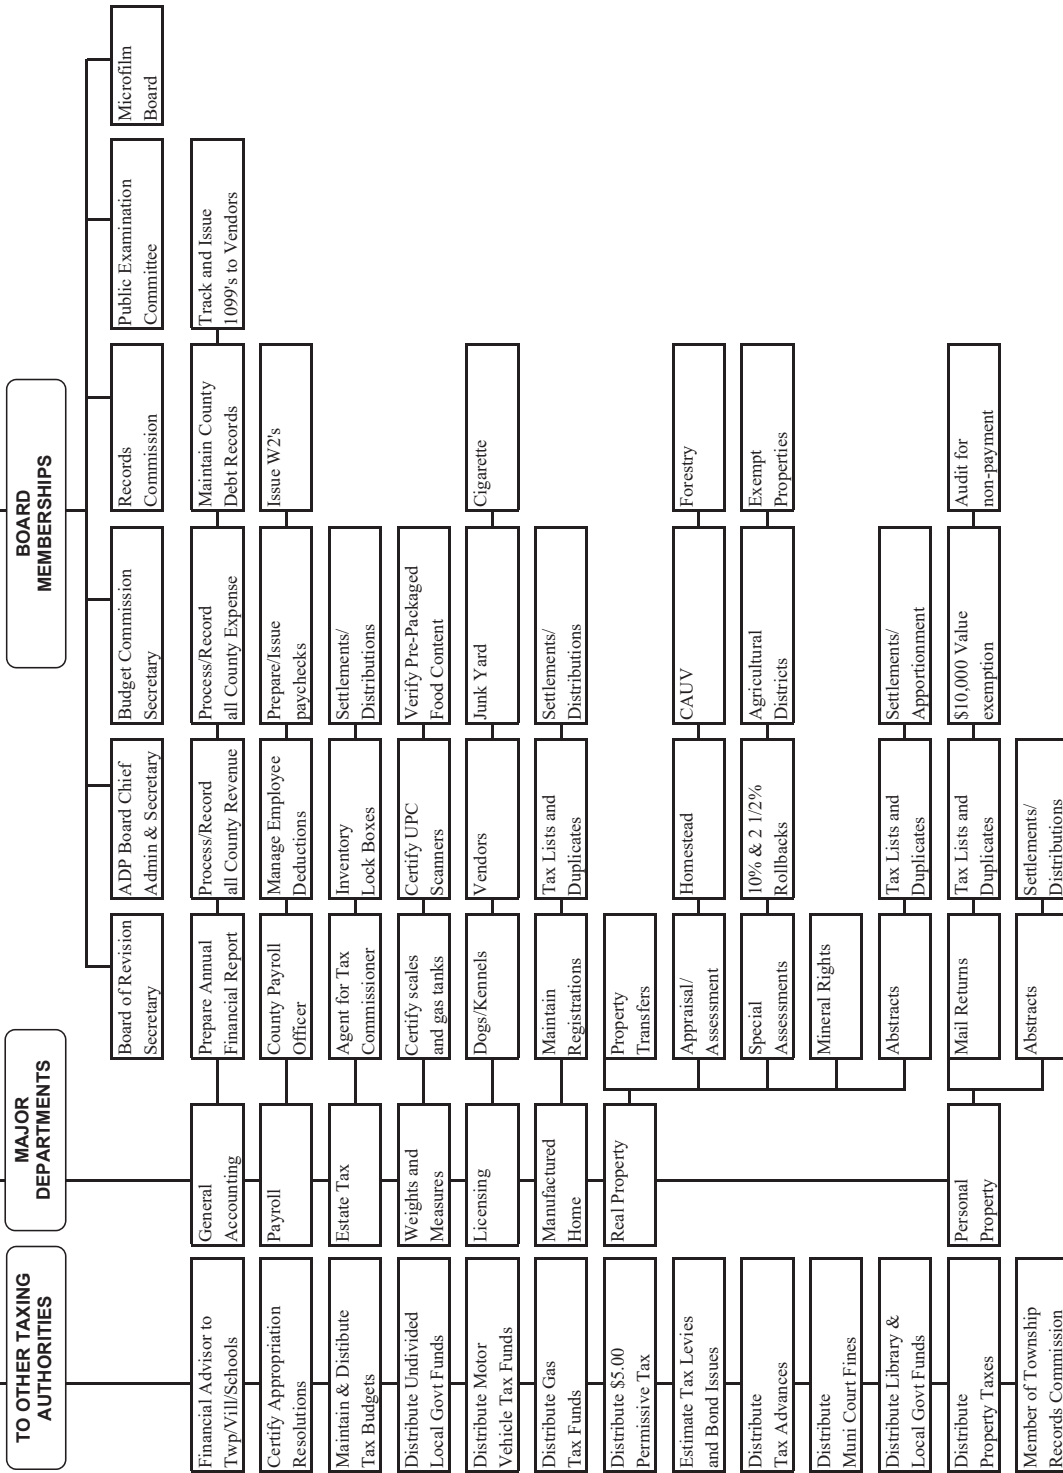 TO OTHER TAXING
AUTHORITIES
MAJOR
DEPARTMENTS
BOARD
MEMBERSHIPS
Board of Revision
Secretary
ADP Board Chief
Admin & Secretary
Budget Commission
Secretary
Records
Commission
Public Examination
Committee
Microfilm
Board
Financial Advisor to
Twp/Vill/Schools
General
Accounting
Prepare Annual
Financial Report
Process/Record
all County Revenue
Process/Record
all County Expense
Maintain County
Debt Records
Track and Issue
1099's to Vendors
Certify Appropriation
Resolutions
Payroll
County Payroll
Officer
Manage Employee
Deductions
Prepare/Issue
paychecks
Issue W2's
Maintain & Distibute
Tax Budgets
Estate Tax
Agent for Tax
Commissioner
Inventory
Lock Boxes
Settlements/
Distributions
Distribute Undivided
Local Govt Funds
Weights and
Measures
Certify scales
and gas tanks
Certify UPC
Scanners
Verify Pre-Packaged
Food Content
Distribute Motor
Vehicle Tax Funds
Licensing
Dogs/Kennels
Vendors
Junk Yard
Cigarette
Distribute Gas
Tax Funds
Manufactured
Home
Maintain
Registrations
Tax Lists and
Duplicates
Settlements/
Distributions
Distribute $5.00
Permissive Tax
Real Property
Property
Transfers
Estimate Tax Levies
and Bond Issues
Appraisal/
Assessment
Homestead
CAUV
Forestry
Distribute
Tax Advances
Special
Assessments
10% & 2 1/2%
Rollbacks
Agricultural
Districts
Exempt
Properties
Distribute
Muni Court Fines
Mineral Rights
Distribute Library &
Local Govt Funds
Abstracts
Tax Lists and
Duplicates
Settlements/
Apportionment
Distribute
Property Taxes
Personal
Property
Mail Returns
Tax Lists and
Duplicates
$10,000 Value
exemption
Audit for
non-payment
Member of Township
Records Commission
Abstracts
Settlements/
Distributions